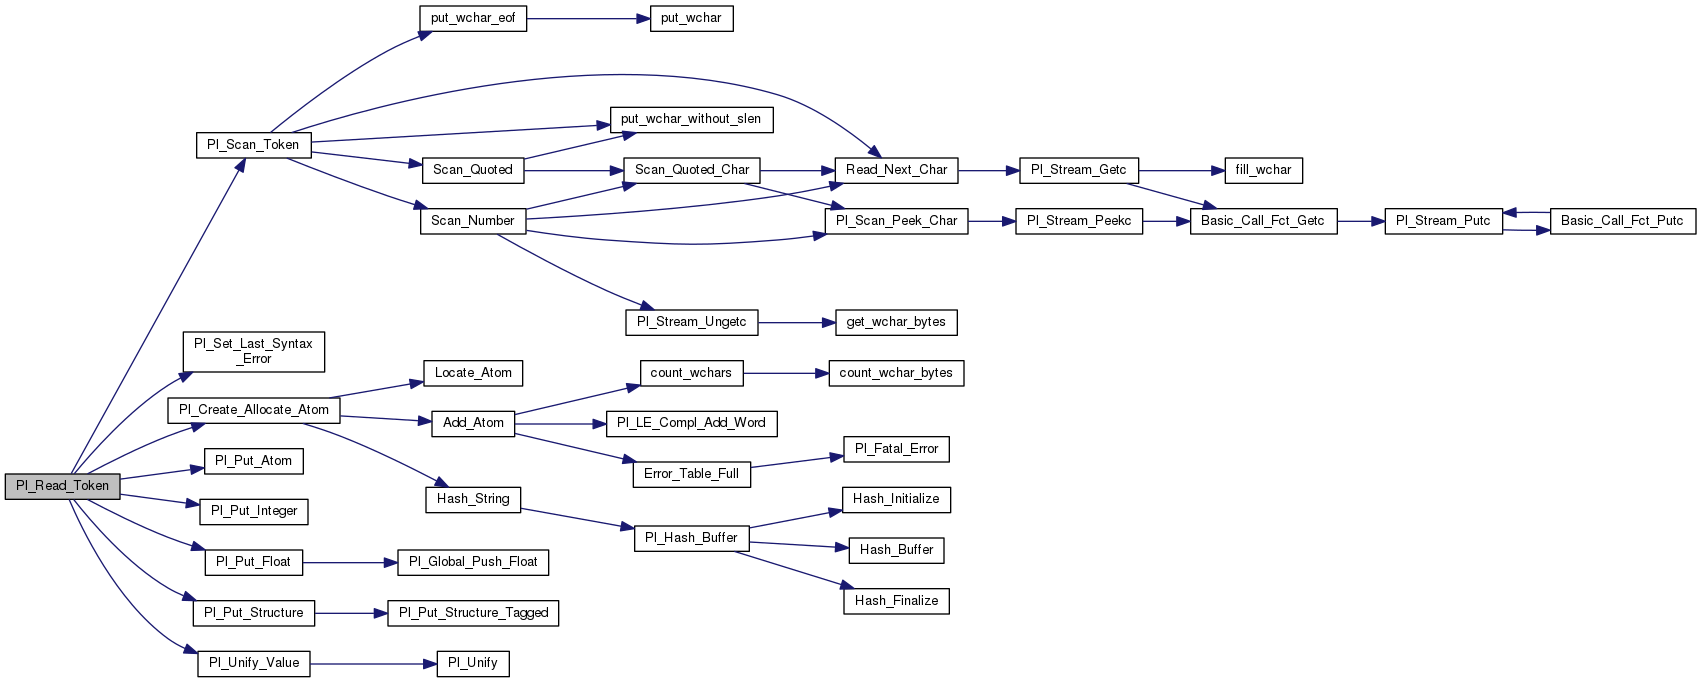 put_wchar_eof
put_wchar
Pl_Scan_Token
put_wchar_without_slen
Scan_Quoted
Scan_Quoted_Char
Read_Next_Char
Pl_Stream_Getc
fill_wchar
Scan_Number
Pl_Scan_Peek_Char
Pl_Stream_Peekc
Basic_Call_Fct_Getc
Pl_Stream_Putc
Basic_Call_Fct_Putc
Pl_Stream_Ungetc
get_wchar_bytes
Pl_Set_Last_Syntax
_Error
Locate_Atom
count_wchars
count_wchar_bytes
Pl_Create_Allocate_Atom
Add_Atom
Pl_LE_Compl_Add_Word
Pl_Fatal_Error
Pl_Put_Atom
Error_Table_Full
Pl_Read_Token
Hash_String
Hash_Initialize
Pl_Put_Integer
Pl_Hash_Buffer
Hash_Buffer
Pl_Put_Float
Pl_Global_Push_Float
Hash_Finalize
Pl_Put_Structure
Pl_Put_Structure_Tagged
Pl_Unify_Value
Pl_Unify